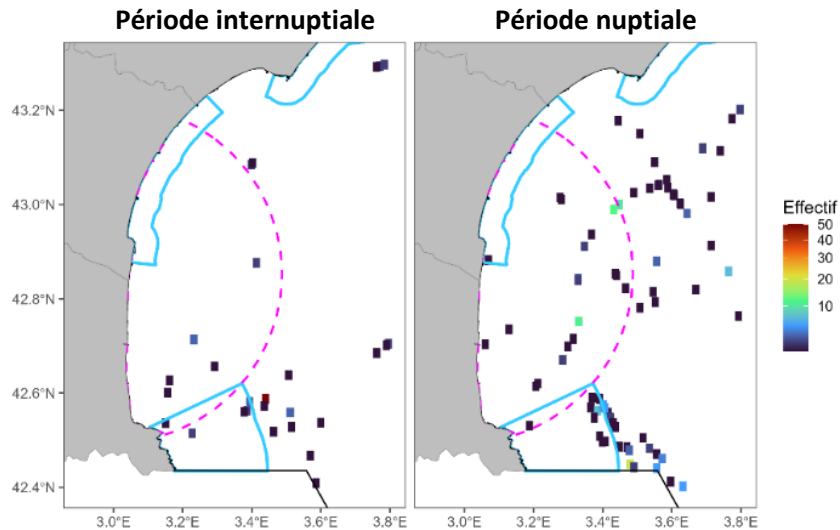 Période internuptiale
Période nuptiale
43.2°N
43.0°N
42.8°N
42.6°N
42.4°N
3.0°E 3.2°E 3.4°E 3.6°E 3.8°E
3.0°E 3.2°E 3.4°E 3.6°E 3.8°E
Effectif
50
40
30
20
10